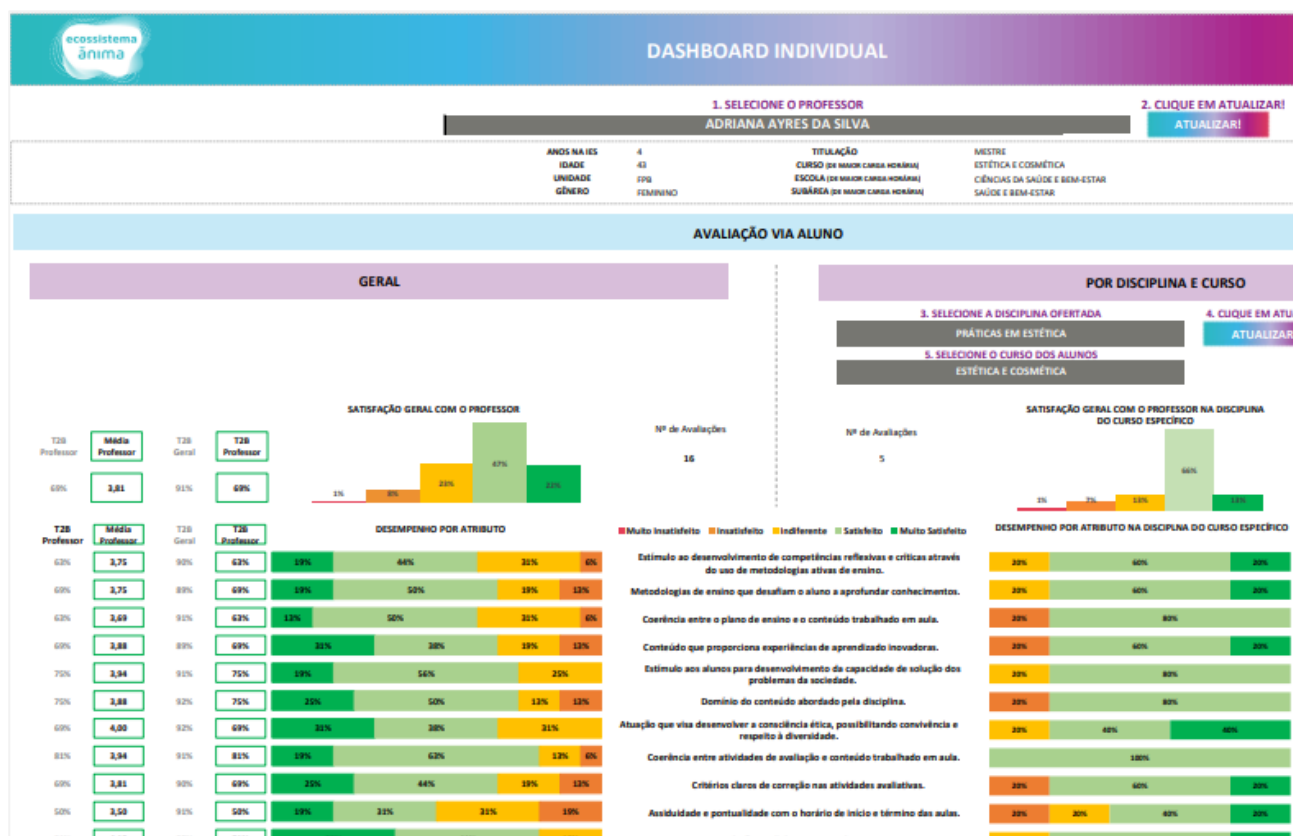 ecossistema
ănıma
DASHBOARD INDIVIDUAL
1. SELECIONE O PROFESSOR
2. CLIQUE EM ATUALIZAR!
ADRIANA AYRES DA SILVA
ATUALIZAR!
ANOS NA IES 4 TITULAÇÃO MESTRE
IDADE 43 CURSO (DE MAIOR CARGA HORÁRIA) ESTÉTICA E COSMÉTICA
UNIDADE FPB ESCOLA (DE MAIOR CARGA HORÁRIA) CIÊNCIAS DA SAÚDE E BEM-ESTAR
GÊNERO FEMININO SUBÁREA (DE MAIOR CARGA HORÁRIA) SAÚDE E BEM-ESTAR
AVALIAÇÃO VIA ALUNO
GERAL
POR DISCIPLINA E CURSO
3. SELECIONE A DISCIPLINA OFERTADA
4. CLIQUE EM ATU
PRÁTICAS EM ESTÉTICA
ATUALIZAR
5. SELECIONE O CURSO DOS ALUNOS
ESTÉTICA E COSMÉTICA
SATISFAÇÃO GERAL COM O PROFESSOR
SATISFAÇÃO GERAL COM O PROFESSOR NA DISCIPLINA
DO CURSO ESPECÍFICO
Nº de Avaliações
16
Nº de Avaliações
5
T2B Professor Média Professor T2B Geral T2B Professor
69% 3,81 91% 69%
1% 8% 23% 47% 22%
1% 7% 13% 66% 13%
T2B Professor Média Professor T2B Geral T2B Professor
DESEMPENHO POR ATRIBUTO
Muito Insatisfeito Insatisfeito Indiferente Satisfeito Muito Satisfeito
DESEMPENHO POR ATRIBUTO NA DISCIPLNA DO CURSO ESPECÍFICO
63% 3,75 90% 63% 19% 44% 31% 6% Estímulo ao desenvolvimento de competências reflexivas e críticas através
do uso de metodologias ativas de ensino. 20% 60% 20%
69% 3,75 89% 69% 19% 50% 19% 13% Metodologias de ensino que desafiam o aluno a aprofundar conhecimentos. 20% 60% 20%
63% 3,69 91% 63% 13% 50% 31% 6% Coerência entre o plano de ensino e o conteúdo trabalhado em aula. 20% 80%
69% 3,88 89% 69% 31% 38% 19% 13% Conteúdo que proporciona experiências de aprendizado inovadoras. 20% 60% 20%
75% 3,94 91% 75% 19% 56% 25% Estímulo aos alunos para desenvolvimento da capacidade de solução dos
problemas da sociedade. 20% 80%
75% 3,88 92% 75% 25% 50% 13% 13% Domínio do conteúdo abordado pela disciplina. 20% 80%
69% 4,00 92% 69% 31% 38% 31% Atuação que visa desenvolver a consciência ética, possibilitando convivência e
respeito à diversidade. 20% 40% 40%
81% 3,94 91% 81% 19% 63% 13% 6% Coerência entre atividades de avaliação e conteúdo trabalhado em aula. 100%
69% 3,81 90% 69% 25% 44% 19% 13% Critérios claros de correção nas atividades avaliativas. 20% 60% 20%
50% 3,50 91% 50% 19% 31% 31% 19% Assiduidade e pontualidade com o horário de início e término das aulas. 20% 20% 40% 20%